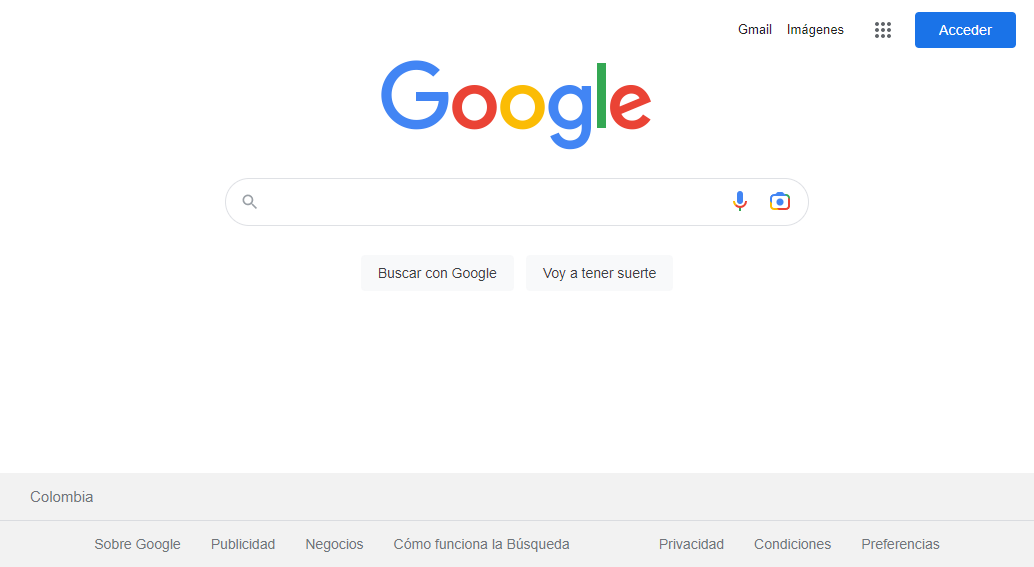 Gmail Imágenes Acceder
Google
Buscar con Google Voy a tener suerte
Colombia
Sobre Google Publicidad Negocios Cómo funciona la Búsqueda Privacidad Condiciones Preferencias